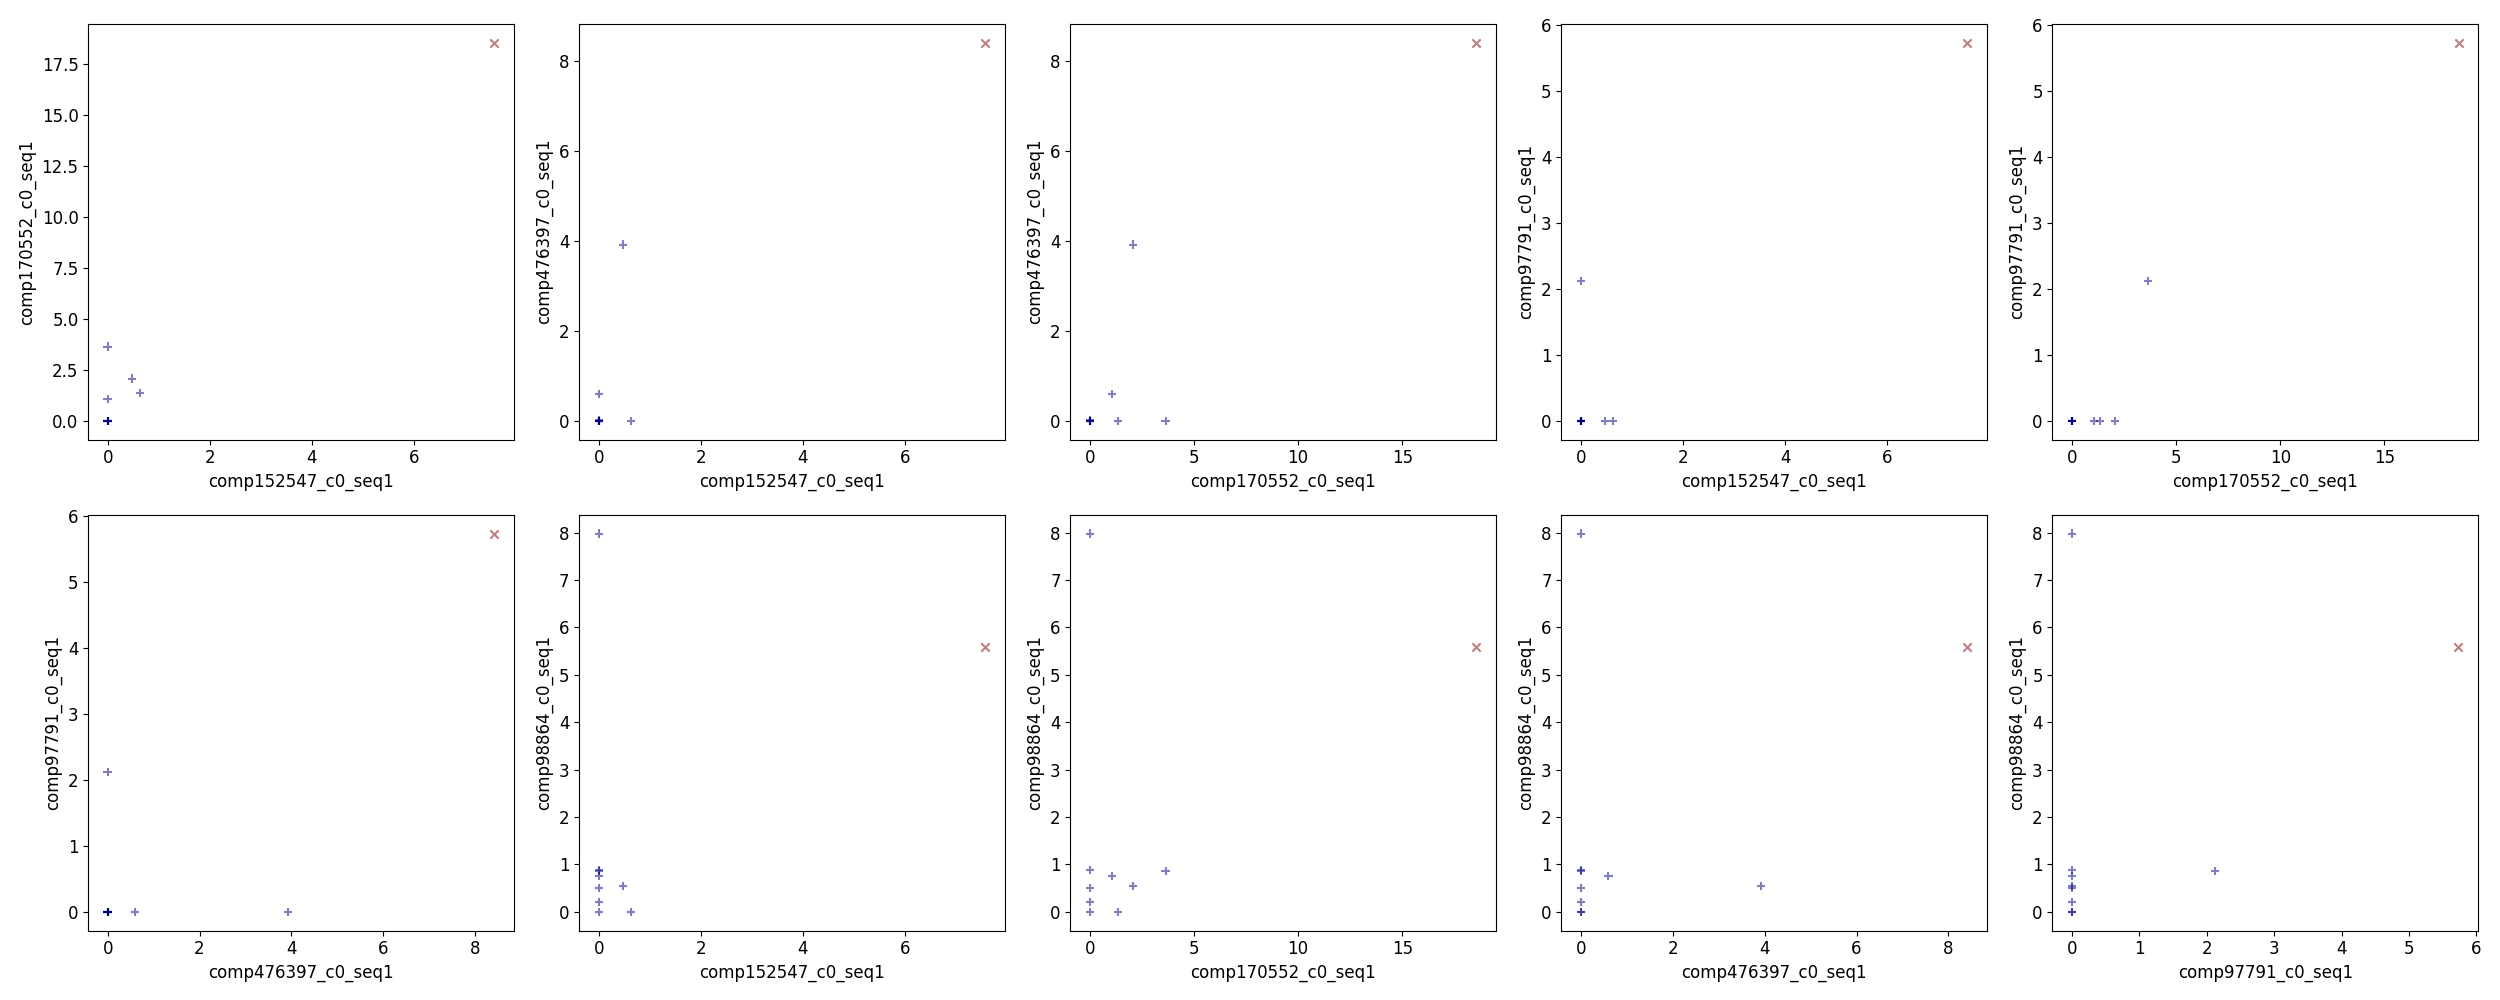 comp170552_c0_seq1
17.5
15.0
12.5
10.0
7.5
5.0
2.5
0.0
0 2 4 6
comp152547_c0_seq1
comp476397_c0_seq1
8
6
4
2
0
0 2 4 6
comp152547_c0_seq1
comp476397_c0_seq1
8
6
4
2
0
0 5 10 15
comp170552_c0_seq1
comp97791_c0_seq1
6
5
4
3
2
1
0
0 2 4 6
comp152547_c0_seq1
comp97791_c0_seq1
6
5
4
3
2
1
0
0 5 10 15
comp170552_c0_seq1
comp97791_c0_seq1
6
5
4
3
2
1
0
0 2 4 6 8
comp476397_c0_seq1
comp98864_c0_seq1
8
7
6
5
4
3
2
1
0
0 2 4 6
comp152547_c0_seq1
comp98864_c0_seq1
8
7
6
5
4
3
2
1
0
0 5 10 15
comp170552_c0_seq1
comp98864_c0_seq1
8
7
6
5
4
3
2
1
0
0 2 4 6 8
comp476397_c0_seq1
comp98864_c0_seq1
8
7
6
5
4
3
2
1
0
0 1 2 3 4 5 6
comp97791_c0_seq1